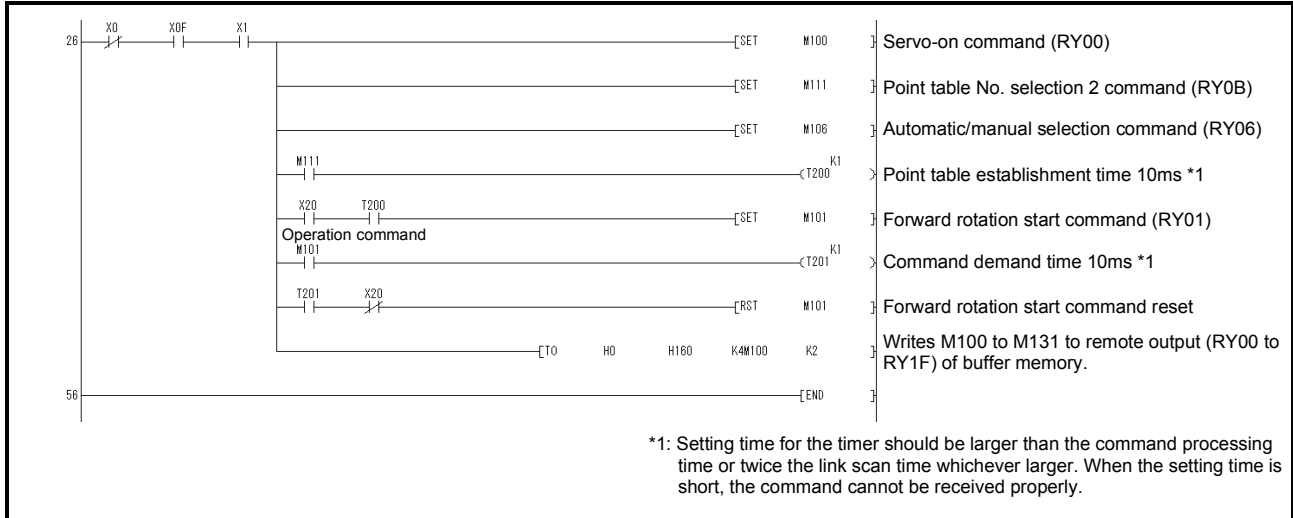 X0 X0F X1
26 [SET M100 ] Servo-on command (RY00)
[SET M111 ] Point table No. selection 2 command (RY0B)
[SET M106 ] Automatic/manual selection command (RY06)
M111 K1
(T200 ) Point table establishment time 10ms *1
X20 T200
[SET M101 ] Forward rotation start command (RY01)
Operation command
M101 K1
(T201 ) Command demand time 10ms *1
T201 X20
[RST M101 ] Forward rotation start command reset
[TO H0 H160 K4M100 K2 ] Writes M100 to M131 to remote output (RY00 to
RY1F) of buffer memory.
56 [END ]
*1: Setting time for the timer should be larger than the command processing
time or twice the link scan time whichever larger. When the setting time is
short, the command cannot be received properly.